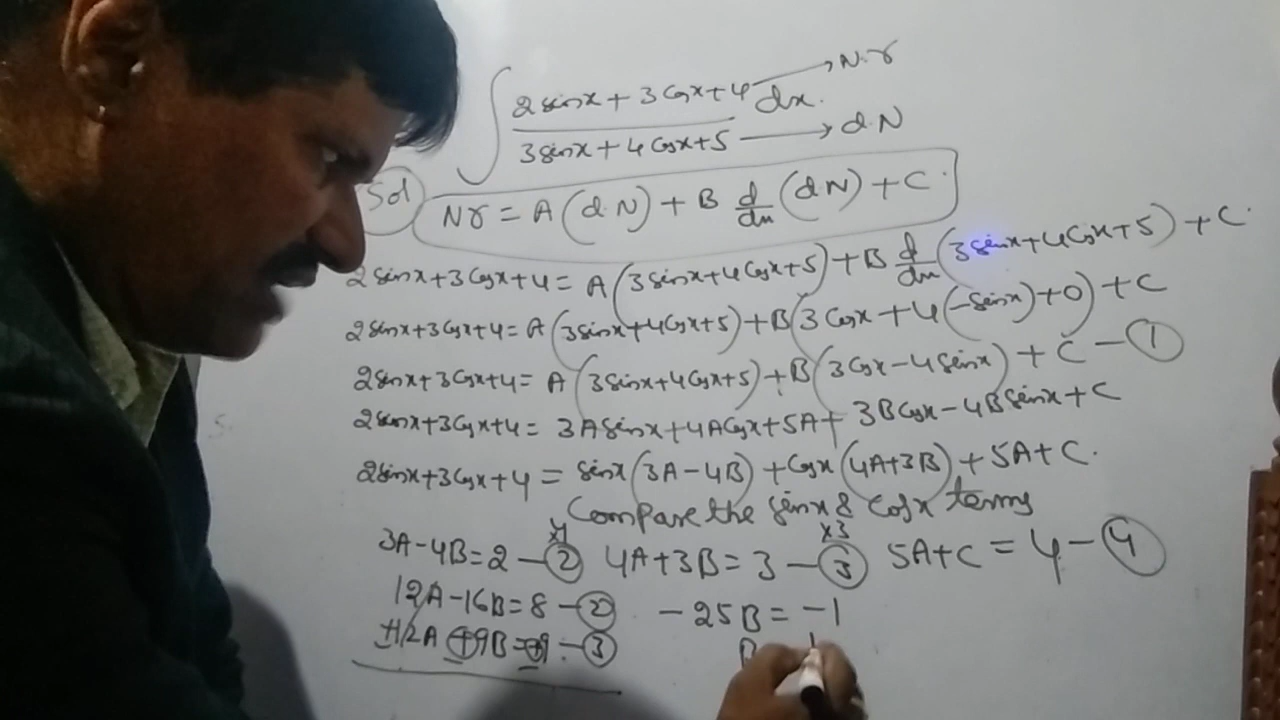 ∫ (2sinx + 3Cosx + 4)/(3sinx + 4Cosx + 5) dx. → N.r
→ d.N
Sol
Nr = A (d.N) + B d/dx (dN) + C.
2sinx + 3Cosx + 4 = A (3sinx + 4Cosx + 5) + B d/dx (3sinx + 4Cosx + 5) + C.
2sinx + 3Cosx + 4 = A (3sinx + 4Cosx + 5) + B (3Cosx + 4(-sinx) + 0) + C
2sinx + 3Cosx + 4 = A (3sinx + 4Cosx + 5) + B (3Cosx - 4sinx) + C - ①
2sinx + 3Cosx + 4 = 3Asinx + 4ACosx + 5A + 3BCosx - 4Bsinx + C
2sinx + 3Cosx + 4 = sinx (3A - 4B) + Cosx (4A + 3B) + 5A + C.
Compare the sinx & Cosx terms
3A - 4B = 2 - ② 4A + 3B = 3 - ③ ×3 5A + C = 4 - ④
12A - 16B = 8 - ② - 25B = -1
12A + 9B = 9 - ③ B